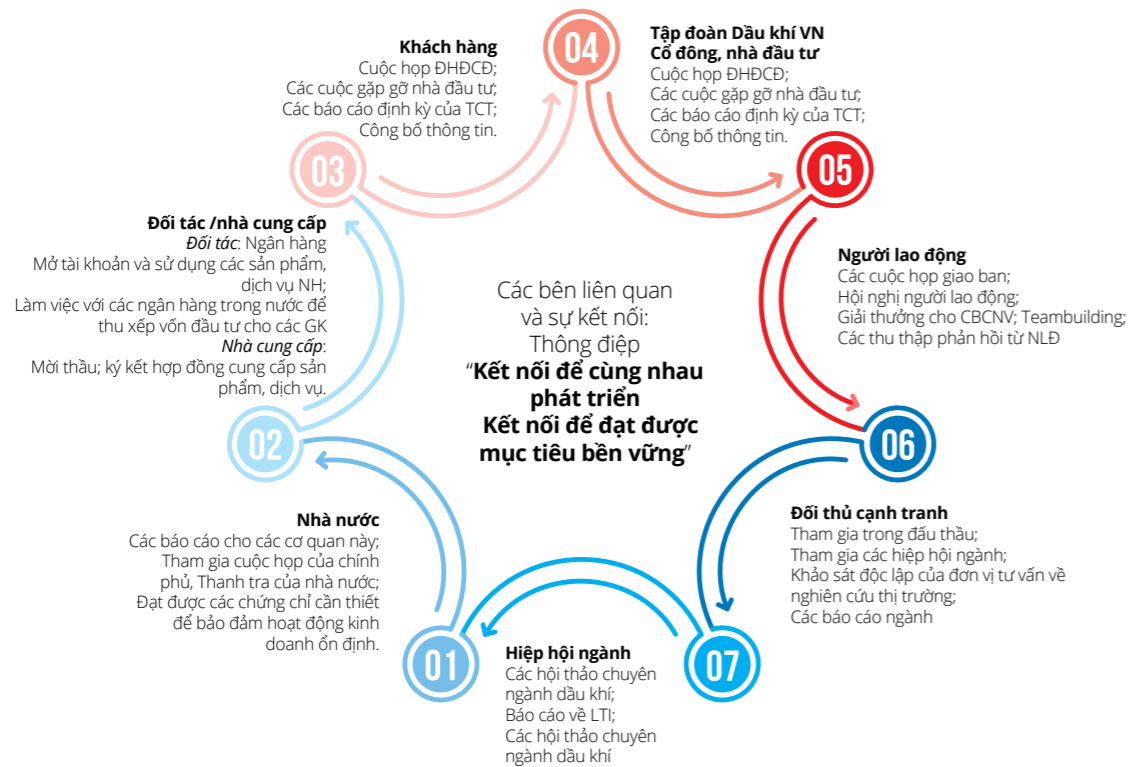 04
Khách hàng
Cuộc họp ĐHĐCĐ;
Các cuộc gặp gỡ nhà đầu tư;
Các báo cáo định kỳ của TCT;
Công bố thông tin.
Tập đoàn Dầu khí VN
Cổ đông, nhà đầu tư
Cuộc họp ĐHĐCĐ;
Các cuộc gặp gỡ nhà đầu tư;
Các báo cáo định kỳ của TCT;
Công bố thông tin.
03
05
Đối tác /nhà cung cấp
Đối tác: Ngân hàng
Mở tài khoản và sử dụng các sản phẩm,
dịch vụ NH;
Làm việc với các ngân hàng trong nước để
thu xếp vốn đầu tư cho các GK
Nhà cung cấp:
Mời thầu; ký kết hợp đồng cung cấp sản
phẩm, dịch vụ.
Các bên liên quan
và sự kết nối:
Thông điệp
“Kết nối để cùng nhau
phát triển
Kết nối để đạt được
mục tiêu bền vững”
Người lao động
Các cuộc họp giao ban;
Hội nghị người lao động;
Giải thưởng cho CBCNV; Teambuilding;
Các thu thập phản hồi từ NLĐ
02
06
Nhà nước
Các báo cáo cho các cơ quan này;
Tham gia cuộc họp của chính
phủ, Thanh tra của nhà nước;
Đạt được các chứng chỉ cần thiết
để bảo đảm hoạt động kinh
doanh ổn định.
Đối thủ cạnh tranh
Tham gia trong đấu thầu;
Tham gia các hiệp hội ngành;
Khảo sát độc lập của đơn vị tư vấn về
nghiên cứu thị trường;
Các báo cáo ngành
01
Hiệp hội ngành
Các hội thảo chuyên
ngành dầu khí;
Báo cáo về LTI;
Các hội thảo chuyên
ngành dầu khí
07